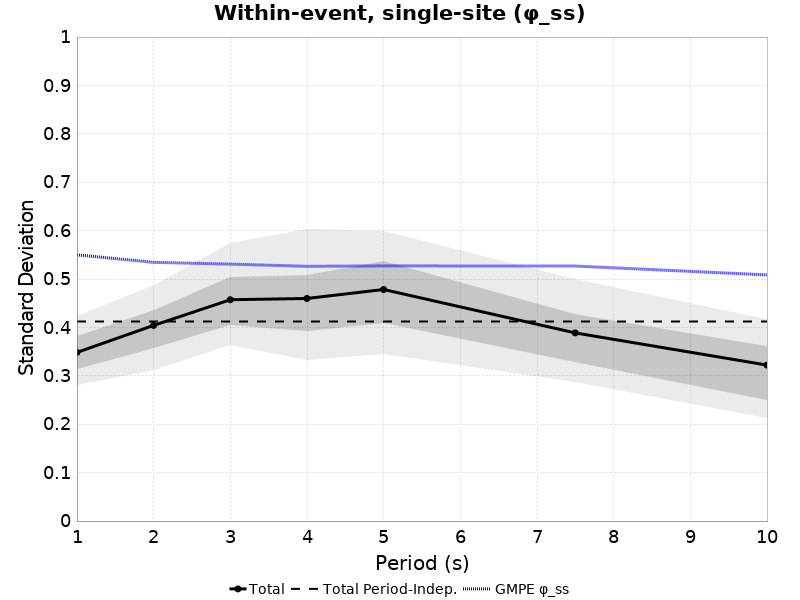 Within-event, single-site (φ_ss)
1
0.9
0.8
0.7
0.6
0.5
0.4
0.3
0.2
0.1
0
Standard Deviation
1 2 3 4 5 6 7 8 9 10
Period (s)
Total Total Period-Indep. GMPE φ_ss